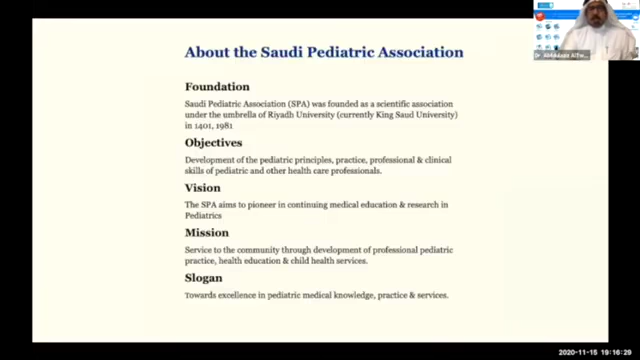 About the Saudi Pediatric Association
Foundation
Saudi Pediatric Association (SPA) was founded as a scientific association
under the umbrella of Riyadh University (currently King Saud University)
in 1401, 1981
Objectives
Development of the pediatric principles, practice, professional & clinical
skills of pediatric and other health care professionals.
Vision
The SPA aims to pioneer in continuing medical education & research in
Pediatrics
Mission
Service to the community through development of professional pediatric
practice, health education & child health services.
Slogan
Towards excellence in pediatric medical knowledge, practice & services.
2020-11-15 19:16:29